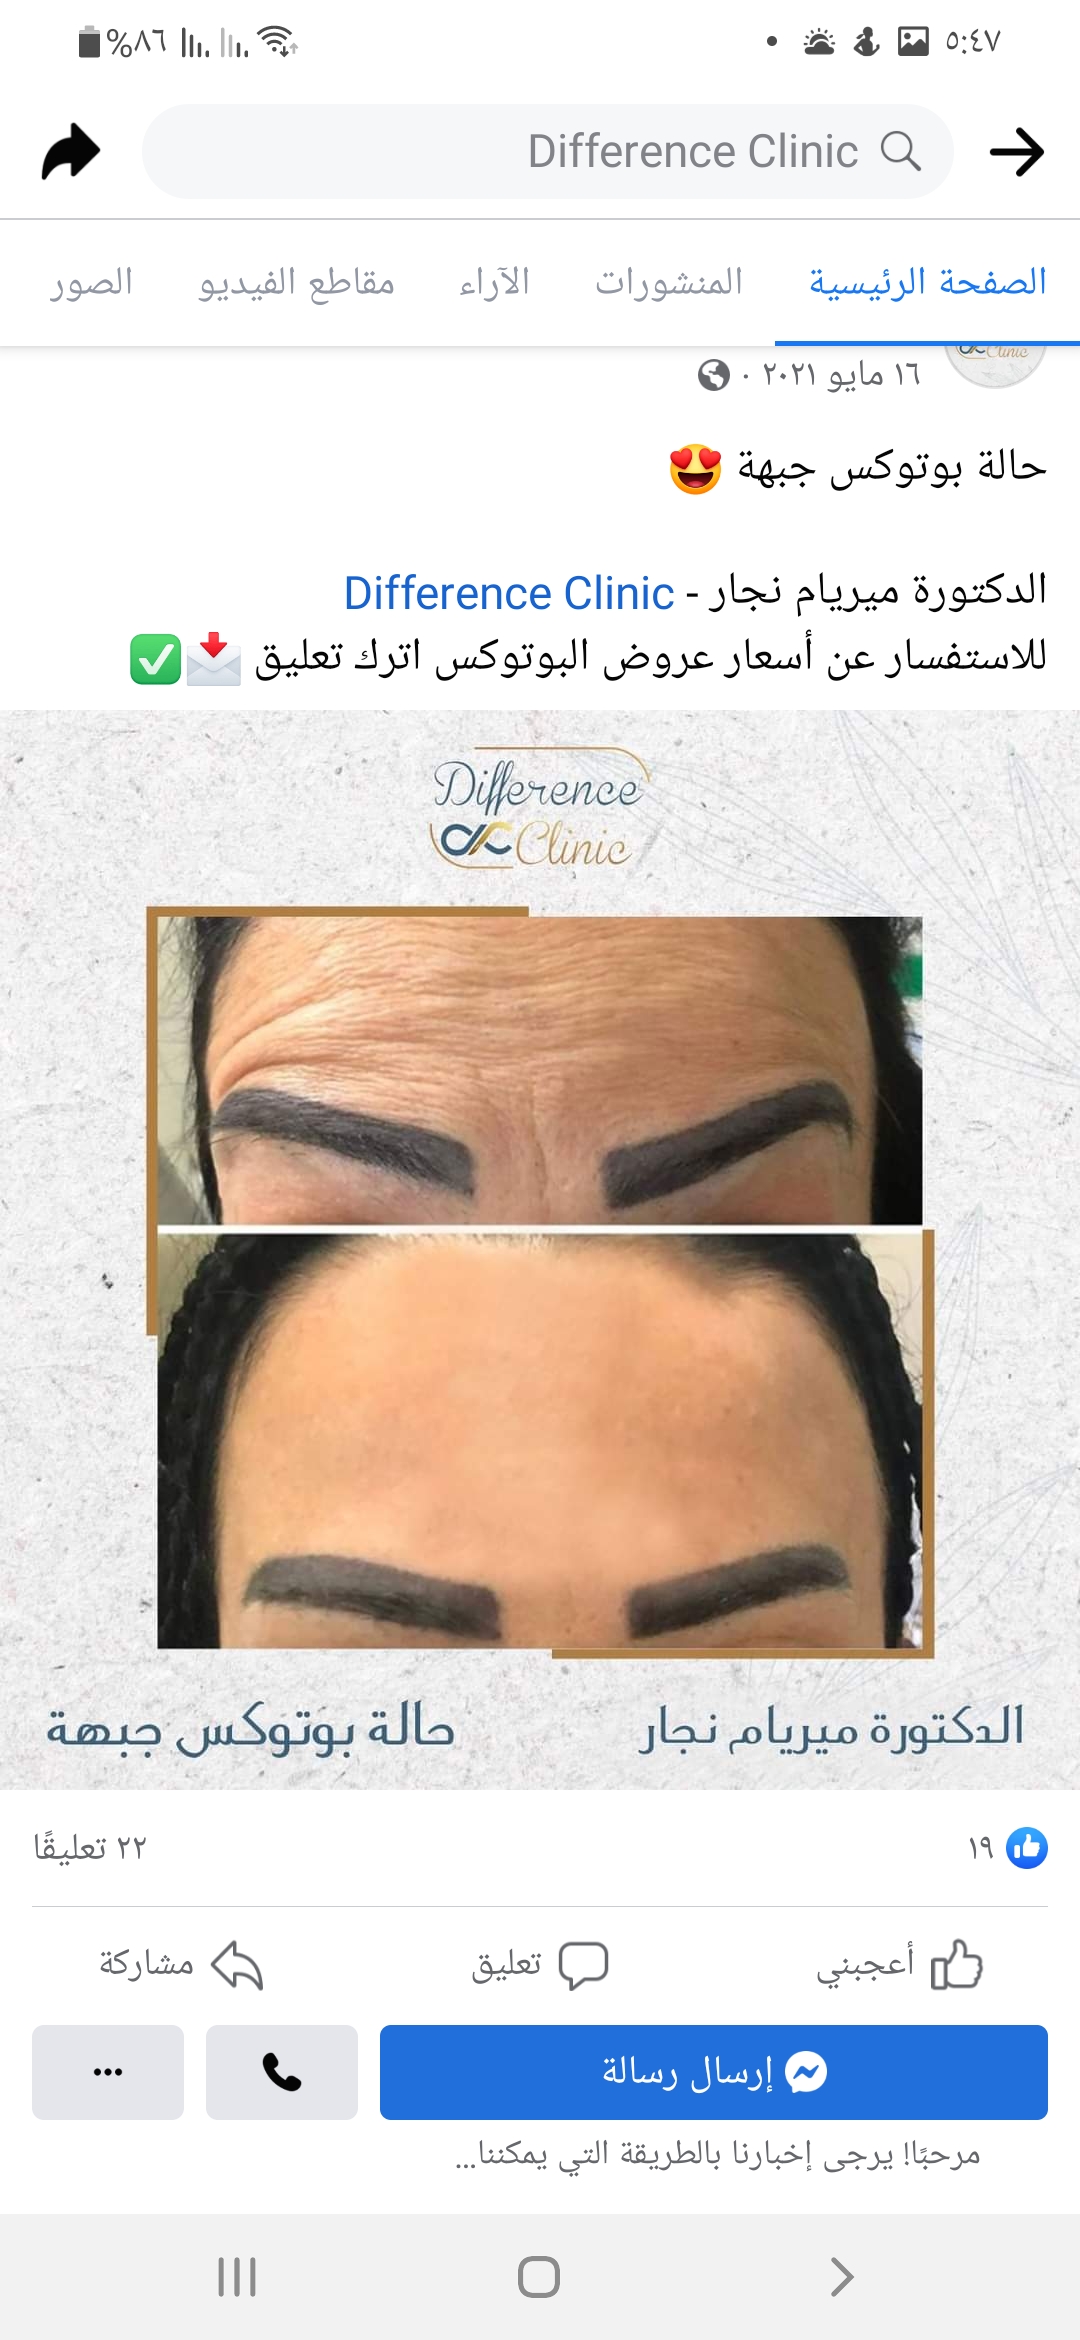 ٥:٤٧
%٨٦
Difference Clinic
الصفحة الرئيسية
المنشورات
الآراء
مقاطع الفيديو
الصور
Clinic
١٦ مايو ٢٠٢١ ·
حالة بوتوكس جبهة 😍
الدكتورة ميريام نجار - Difference Clinic
للاستفسار عن أسعار عروض البوتوكس اترك تعليق 📩✅
Difference
Clinic
الدكتورة ميريام نجار
حالة بوتوكس جبهة
١٩
٢٢ تعليقًا
أعجبني
تعليق
مشاركة
إرسال رسالة
مرحبًا! يرجى إخبارنا بالطريقة التي يمكننا...